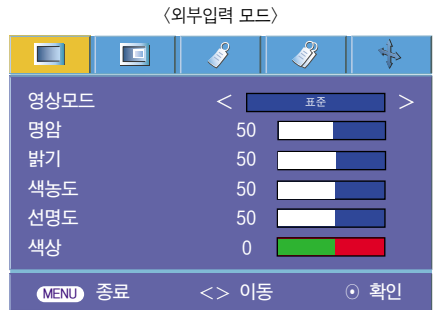 〈외부입력 모드〉
영상모드 < 표준 >
명암 50
밝기 50
색농도 50
선명도 50
색상 0
MENU 종료 <> 이동 ⊙ 확인